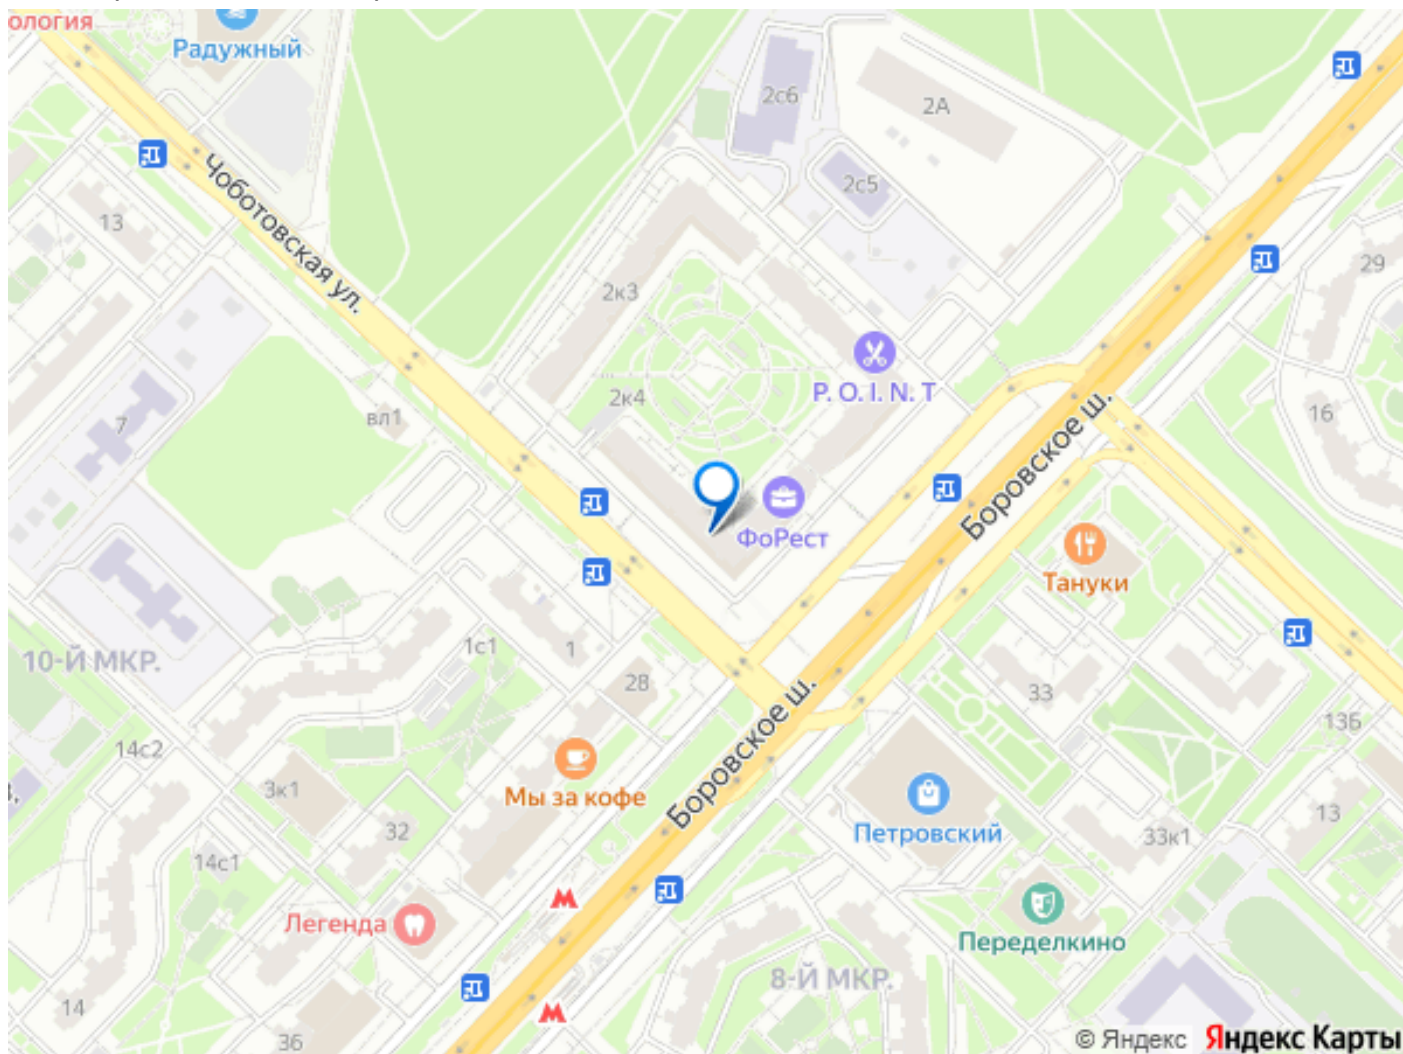 ология
Радужный
2с6
2А
2с5
13
Чоботовская ул.
29
2к3
P. O. I. N. T
2к4
вл1
7
16
Боровское ш.
ФоРест
Тануки
10-Й МКР.
1с1
1
28
33
13Б
14с2
Боровское ш.
3к1
Мы за кофе
32
Петровский
33к1
13
14с1
Легенда
Переделкино
8-Й МКР.
14
36
© Яндекс Яндекс Карты